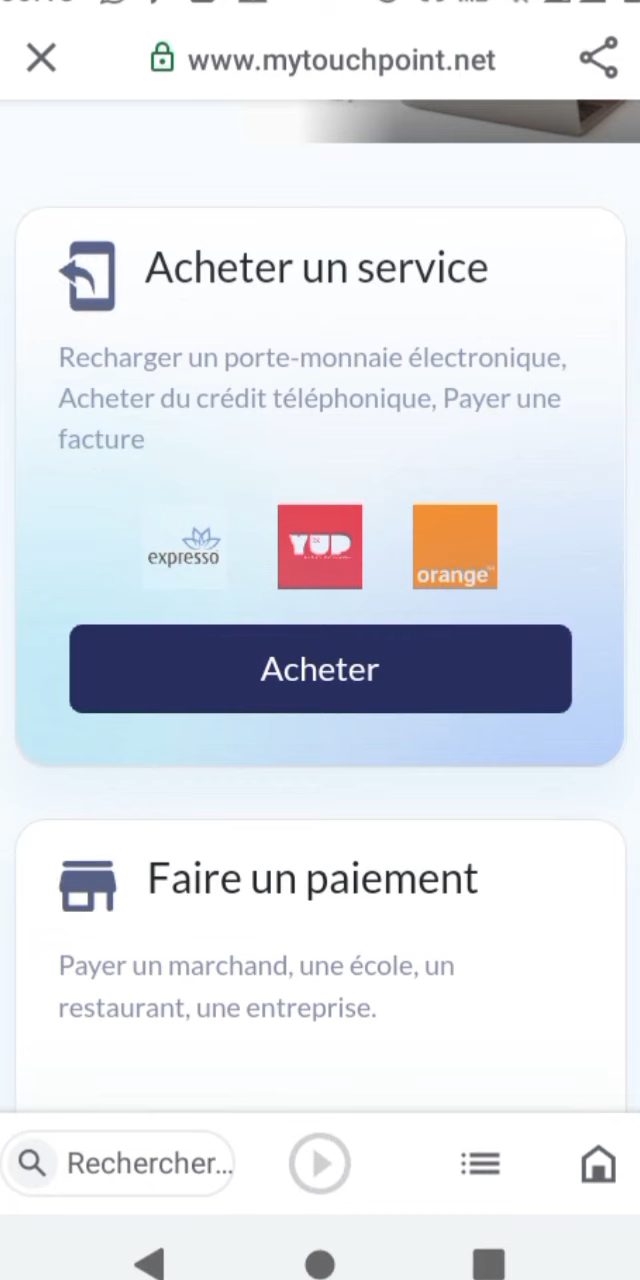 www.mytouchpoint.net
Acheter un service
Recharger un porte-monnaie électronique,
Acheter du crédit téléphonique, Payer une
facture
expresso
YUP
orange
Acheter
Faire un paiement
Payer un marchand, une école, un
restaurant, une entreprise.
Rechercher...